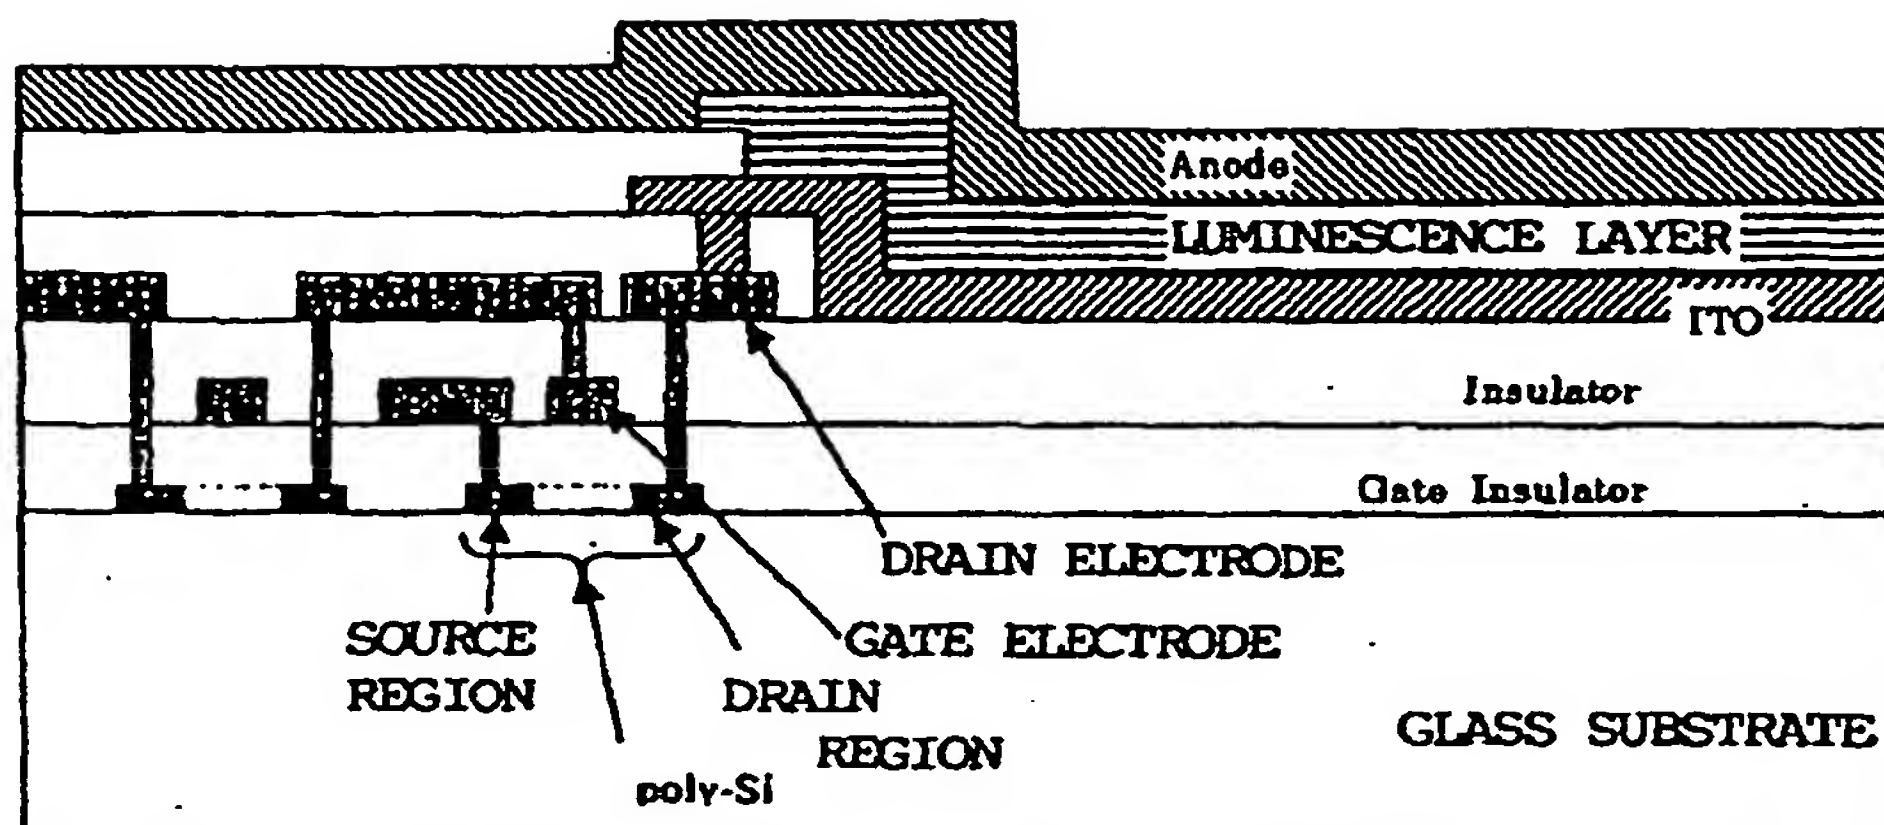 Anode
LUMINESCENCE LAYER
ITO
Insulator
Gate Insulator
DRAIN ELECTRODE
SOURCE
REGION
GATE ELECTRODE
DRAIN
REGION
GLASS SUBSTRATE
poly-Si